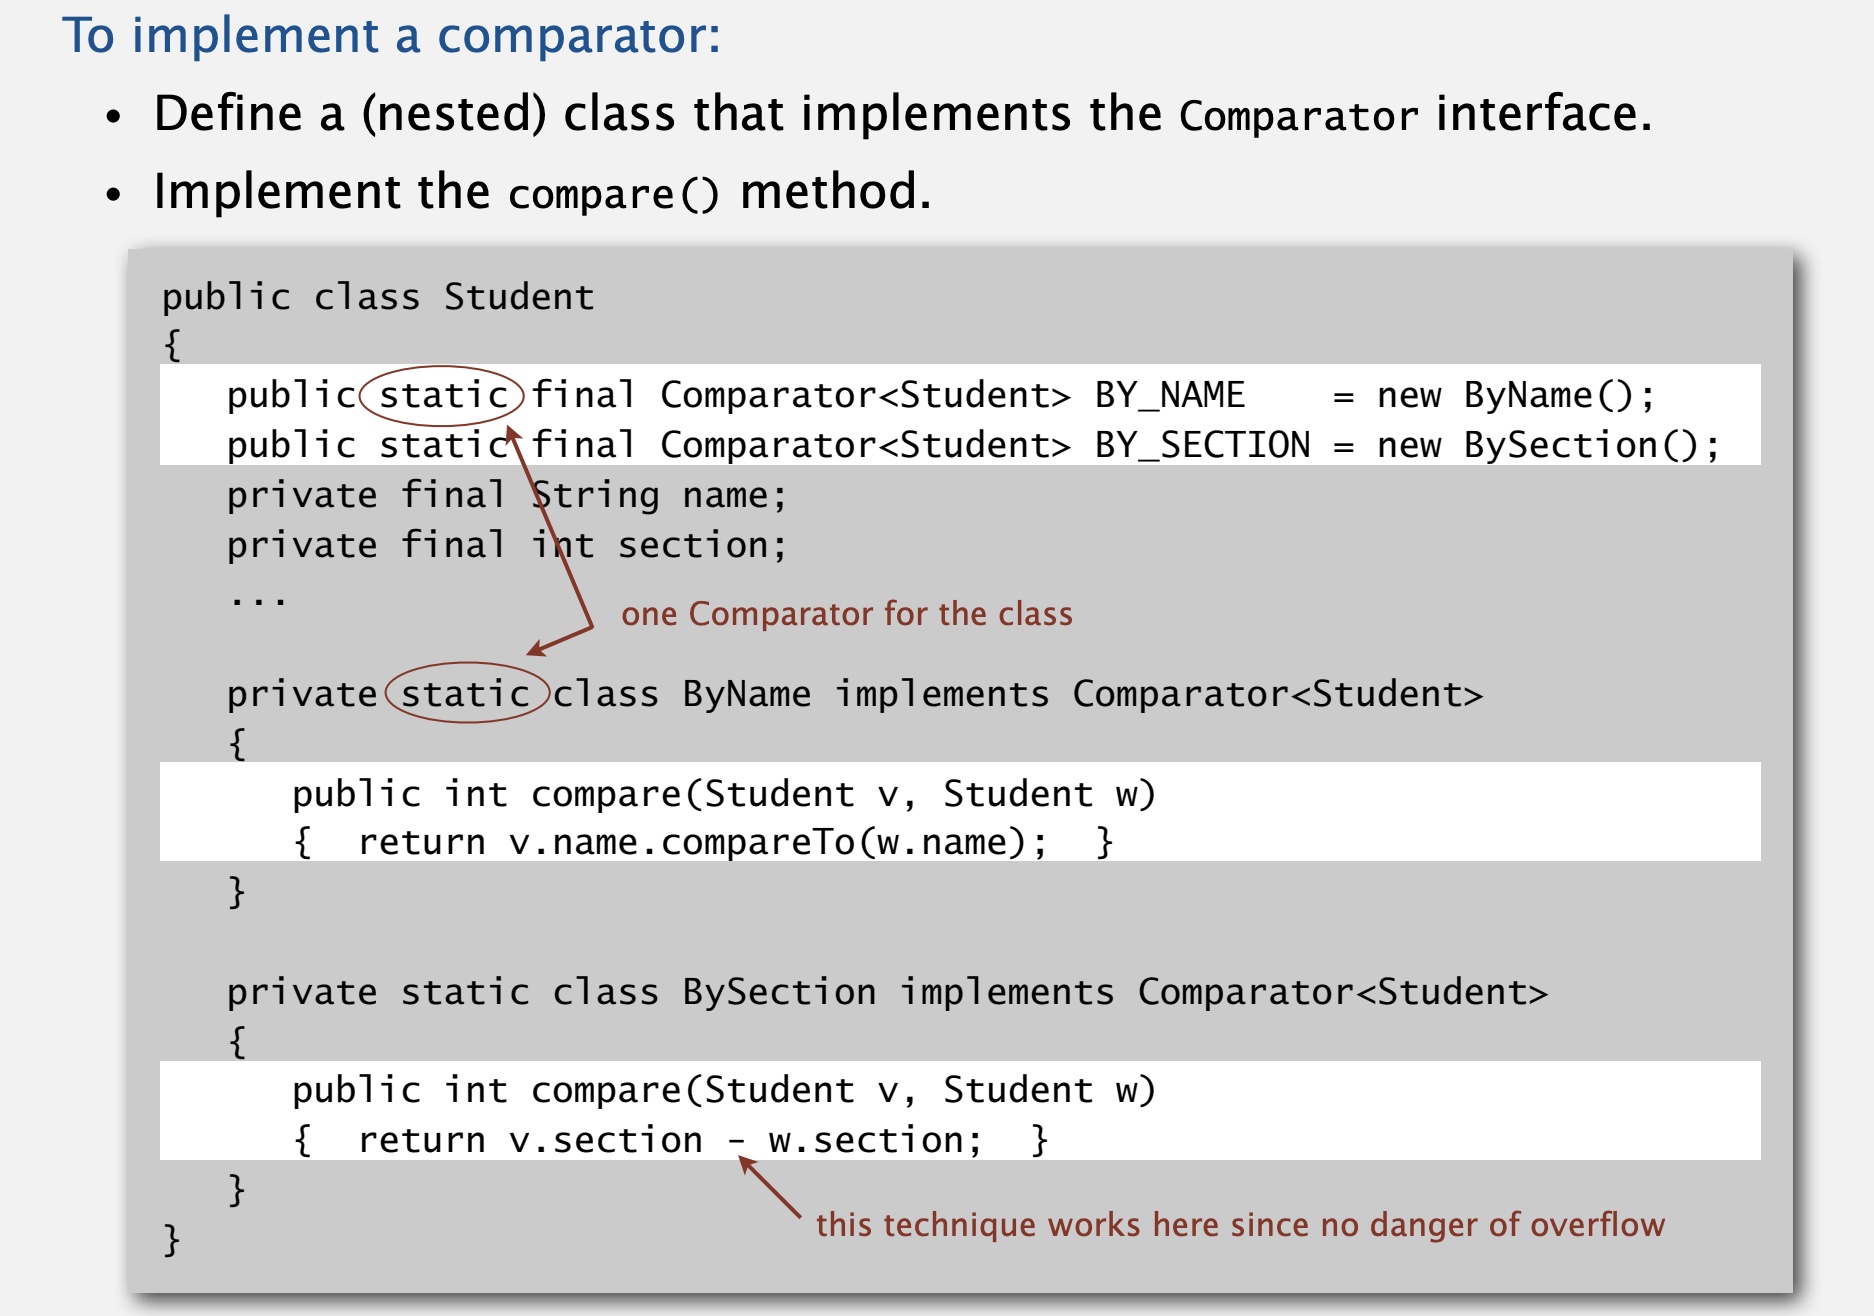 To implement a comparator:
• Define a (nested) class that implements the Comparator interface.
• Implement the compare() method.
public class Student
{
public static final Comparator<Student> BY_NAME = new ByName();
public static final Comparator<Student> BY_SECTION = new BySection();
private final String name;
private final int section;
...
one Comparator for the class
private static class ByName implements Comparator<Student>
{
public int compare(Student v, Student w)
{ return v.name.compareTo(w.name); }
}
private static class BySection implements Comparator<Student>
{
public int compare(Student v, Student w)
{ return v.section - w.section; }
}
this technique works here since no danger of overflow
}